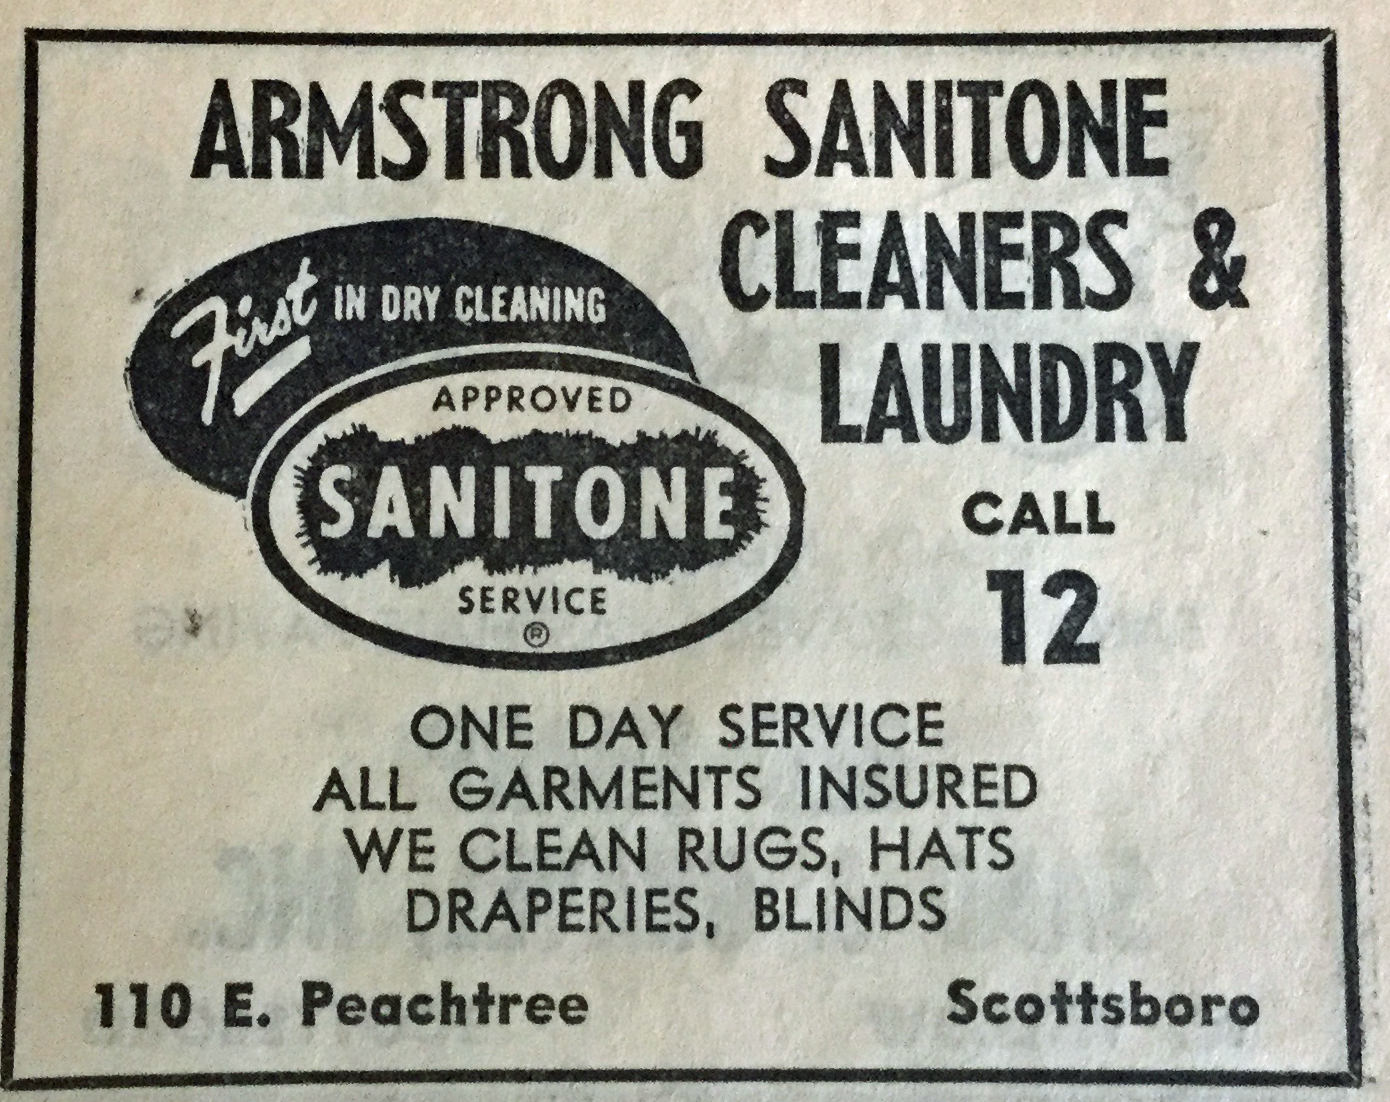 ARMSTRONG SANITONE
CLEANERS &
LAUNDRY
First IN DRY CLEANING
APPROVED
SANITONE
SERVICE
®
CALL
12
ONE DAY SERVICE
ALL GARMENTS INSURED
WE CLEAN RUGS, HATS
DRAPERIES, BLINDS
110 E. Peachtree Scottsboro